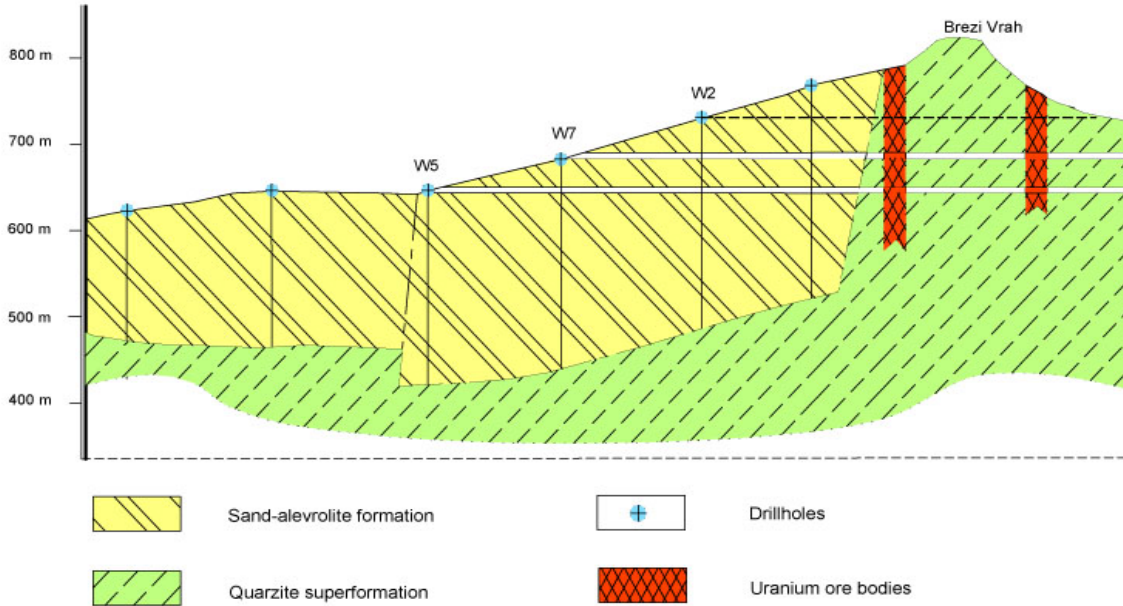 Brezi Vrah
800 m
W2
700 m
W7
W5
600 m
500 m
400 m
Sand-alevrolite formation
Drillholes
Quarzite superformation
Uranium ore bodies